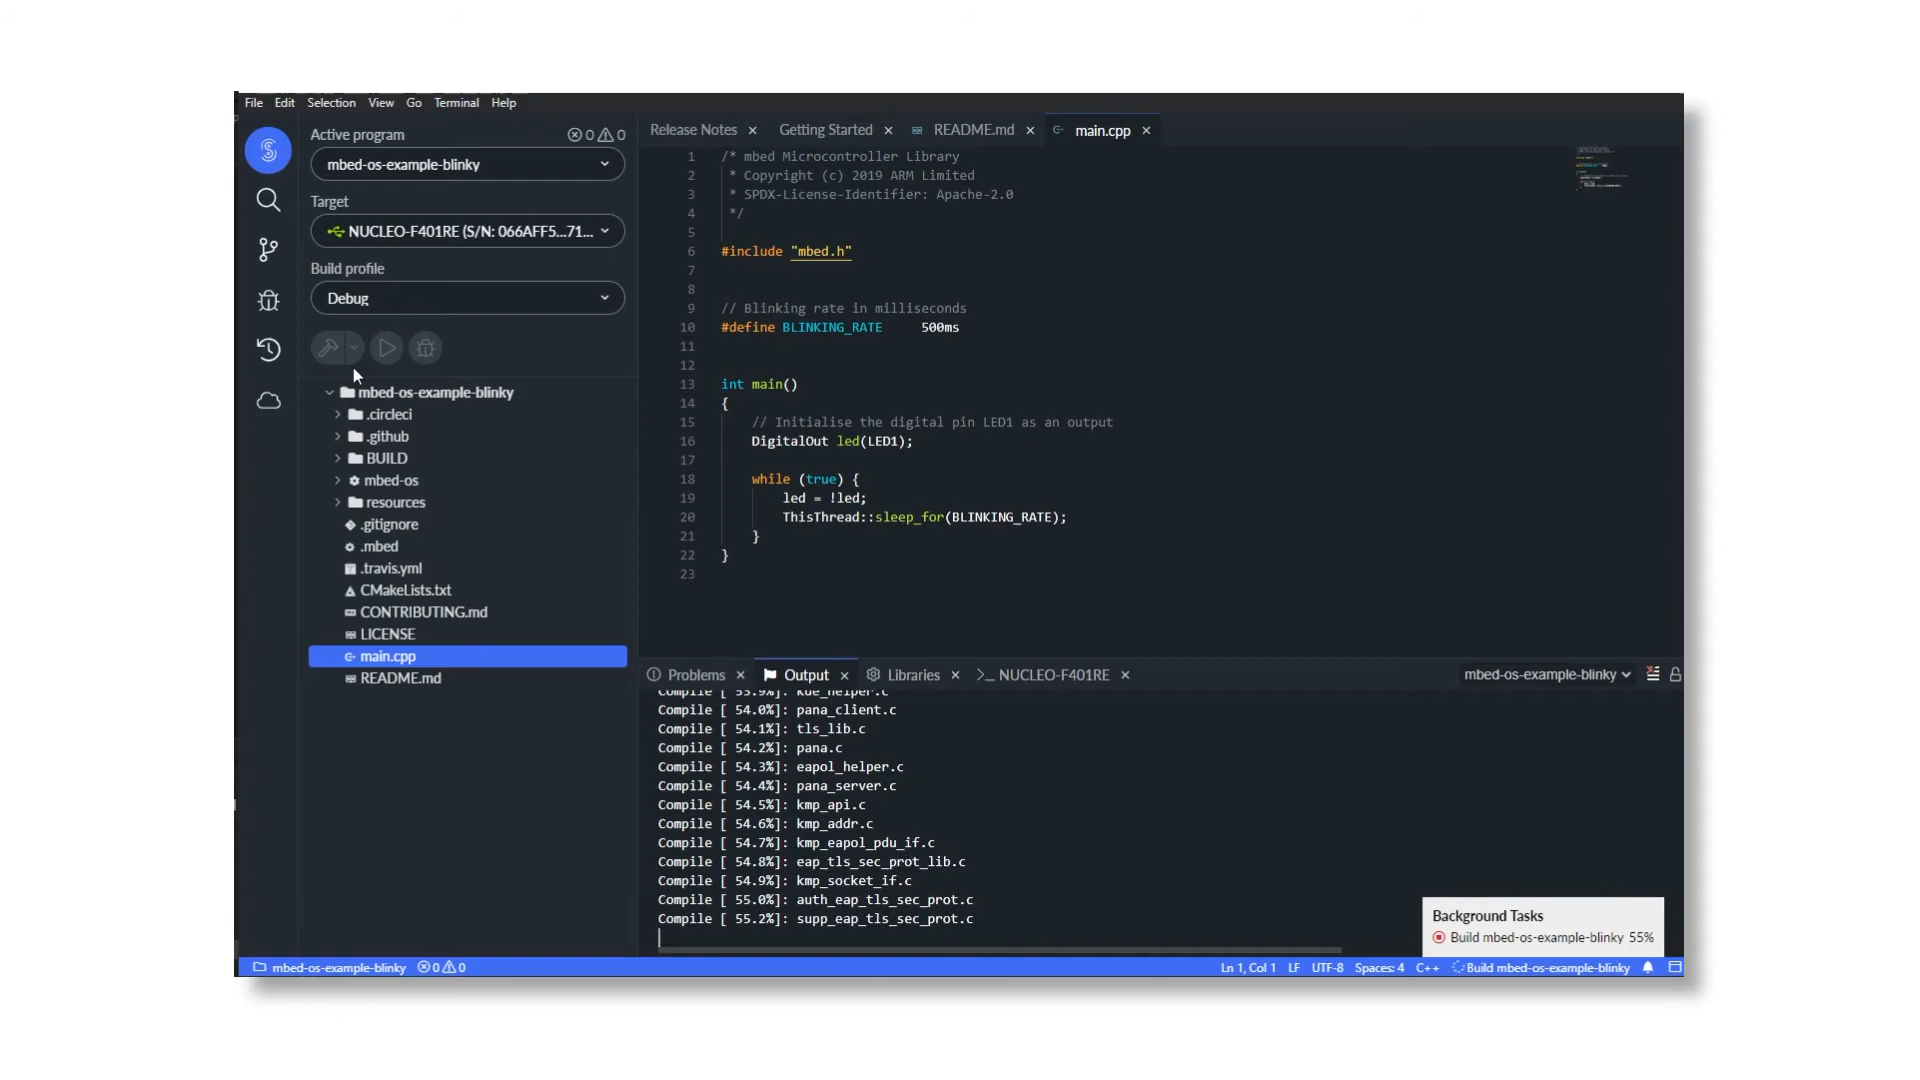 File Edit Selection View Go Terminal Help
Active program 0 0
mbed-os-example-blinky
Target
NUCLEO-F401RE (S/N: 066AFF5...71...
Build profile
Debug
mbed-os-example-blinky
.circleci
.github
BUILD
mbed-os
resources
.gitignore
.mbed
.travis.yml
CMakeLists.txt
CONTRIBUTING.md
LICENSE
main.cpp
README.md
Release Notes Getting Started README.md main.cpp
1 /* mbed Microcontroller Library
2 * Copyright (c) 2019 ARM Limited
3 * SPDX-License-Identifier: Apache-2.0
4 */
5
6 #include "mbed.h"
7
8
9 // Blinking rate in milliseconds
10 #define BLINKING_RATE 500ms
11
12
13 int main()
14 {
15 // Initialise the digital pin LED1 as an output
16 DigitalOut led(LED1);
17
18 while (true) {
19 led = !led;
20 ThisThread::sleep_for(BLINKING_RATE);
21 }
22 }
23
Problems Output Libraries >_ NUCLEO-F401RE mbed-os-example-blinky
Compile [ 53.9%]: kde_helper.c
Compile [ 54.0%]: pana_client.c
Compile [ 54.1%]: tls_lib.c
Compile [ 54.2%]: pana.c
Compile [ 54.3%]: eapol_helper.c
Compile [ 54.4%]: pana_server.c
Compile [ 54.5%]: kmp_api.c
Compile [ 54.6%]: kmp_addr.c
Compile [ 54.7%]: kmp_eapol_pdu_if.c
Compile [ 54.8%]: eap_tls_sec_prot_lib.c
Compile [ 54.9%]: kmp_socket_if.c
Compile [ 55.0%]: auth_eap_tls_sec_prot.c
Compile [ 55.2%]: supp_eap_tls_sec_prot.c
Background Tasks
Build mbed-os-example-blinky 55%
mbed-os-example-blinky 0 0 Ln 1, Col 1 LF UTF-8 Spaces: 4 C++ Build mbed-os-example-blinky